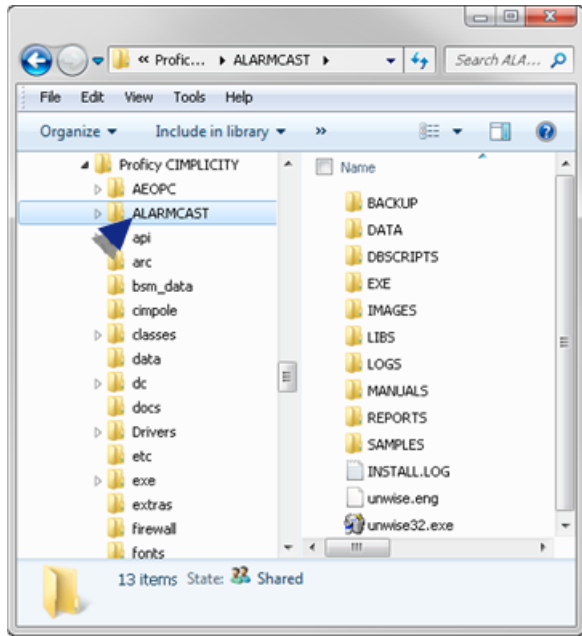 « Profic... ▸ ALARMCAST ▸
Search ALA...
File Edit View Tools Help
Organize ▾ Include in library ▾ »
Proficy CIMPLICITY
AEOPC
ALARMCAST
api
arc
bsm_data
cimpole
classes
data
dc
docs
Drivers
etc
exe
extras
firewall
fonts
Name
BACKUP
DATA
DBSCRIPTS
EXE
IMAGES
LIBS
LOGS
MANUALS
REPORTS
SAMPLES
INSTALL.LOG
unwise.eng
unwise32.exe
13 items State: Shared